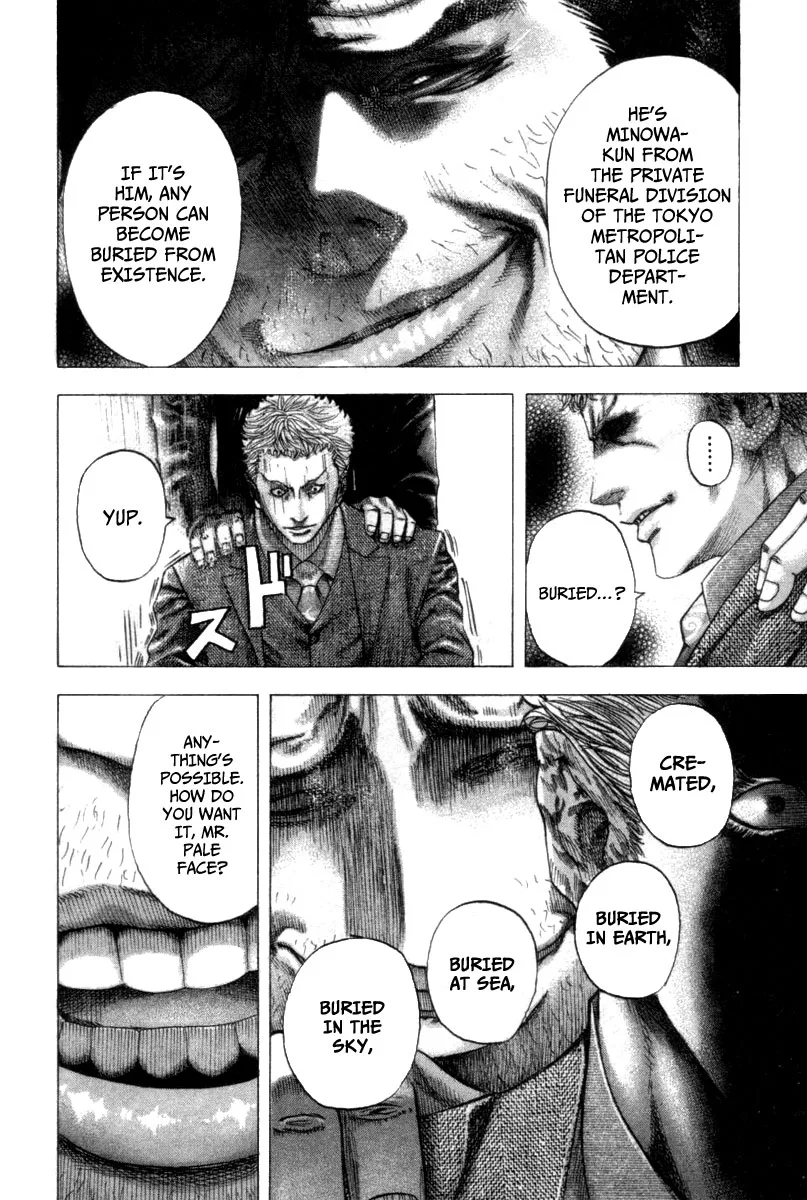 HE'S
MINOWA-
KUN FROM
THE PRIVATE
FUNERAL DIVISION
OF THE TOKYO
METROPOLI-
TAN POLICE
DEPART-
MENT.
IF IT'S
HIM, ANY
PERSON CAN
BECOME
BURIED FROM
EXISTENCE.
......
BURIED...?
YUP.
ズドッ
CRE-
MATED,
BURIED
IN EARTH,
BURIED
AT SEA,
BURIED
IN THE
SKY,
ANY-
THING'S
POSSIBLE.
HOW DO
YOU WANT
IT, MR.
PALE
FACE?